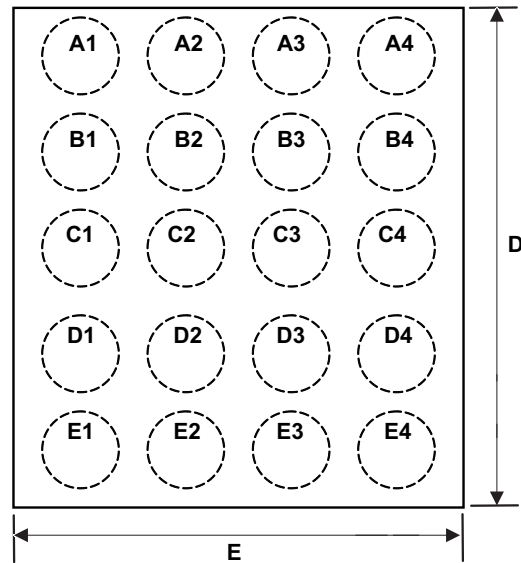 A1 A2 A3 A4
B1 B2 B3 B4
C1 C2 C3 C4
D
D1 D2 D3 D4
E1 E2 E3 E4
E